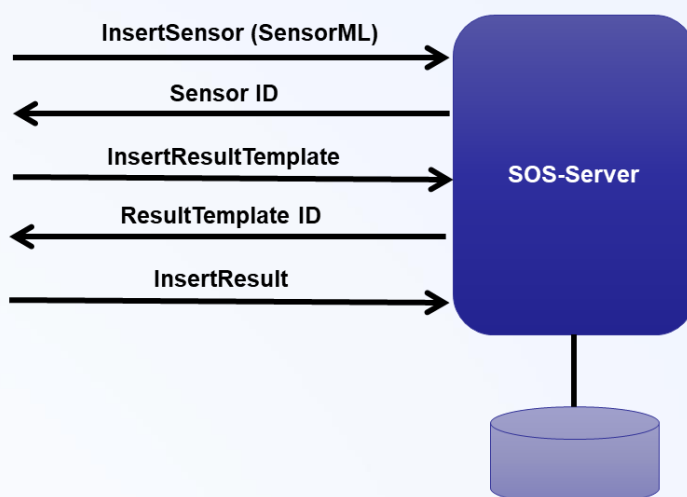 InsertSensor (SensorML)
Sensor ID
InsertResultTemplate
SOS-Server
ResultTemplate ID
InsertResult